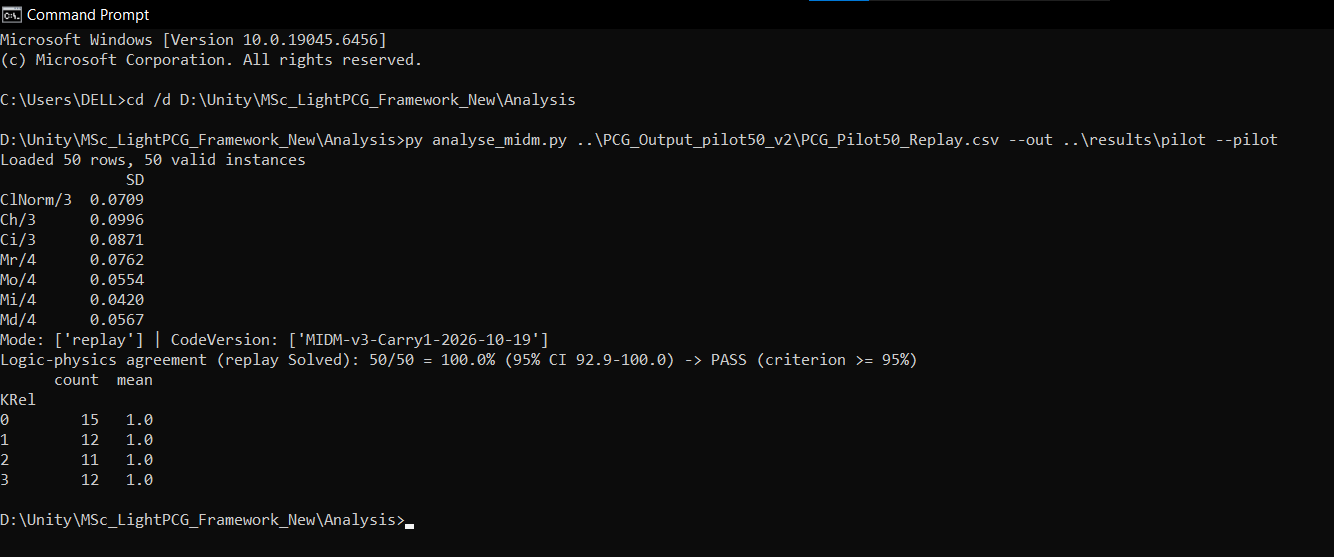 Command Prompt
Microsoft Windows [Version 10.0.19045.6456]
(c) Microsoft Corporation. All rights reserved.
C:\Users\DELL>cd /d D:\Unity\MSc_LightPCG_Framework_New\Analysis
D:\Unity\MSc_LightPCG_Framework_New\Analysis>py analyse_midm.py ..\PCG_Output_pilot50_v2\PCG_Pilot50_Replay.csv --out ..\results\pilot --pilot
Loaded 50 rows, 50 valid instances
SD
ClNorm/3 0.0709
Ch/3 0.0996
Ci/3 0.0871
Mr/4 0.0762
Mo/4 0.0554
Mi/4 0.0420
Md/4 0.0567
Mode: ['replay'] | CodeVersion: ['MIDM-v3-Carry1-2026-10-19']
Logic-physics agreement (replay Solved): 50/50 = 100.0% (95% CI 92.9-100.0) -> PASS (criterion >= 95%)
count mean
KRel
0 15 1.0
1 12 1.0
2 11 1.0
3 12 1.0
D:\Unity\MSc_LightPCG_Framework_New\Analysis>